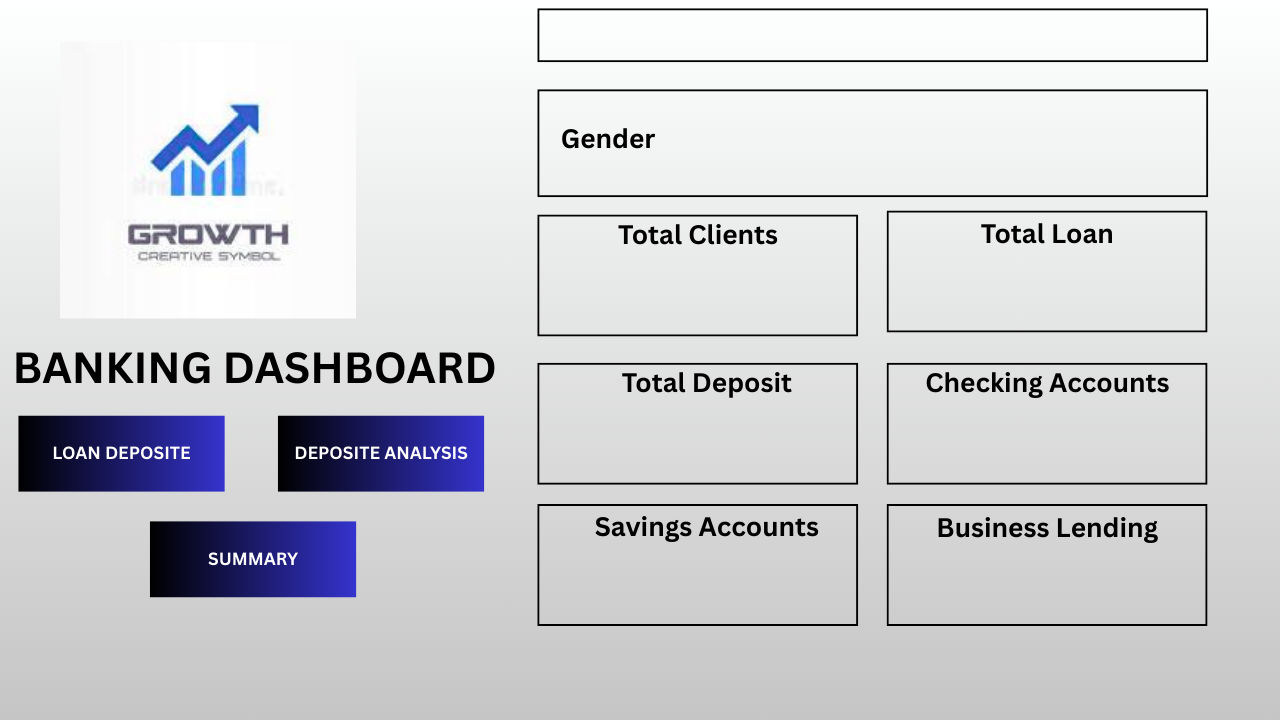 GROWTH
CREATIVE SYMBOL
BANKING DASHBOARD
LOAN DEPOSITE
DEPOSITE ANALYSIS
SUMMARY
Gender
Total Clients
Total Loan
Total Deposit
Checking Accounts
Savings Accounts
Business Lending